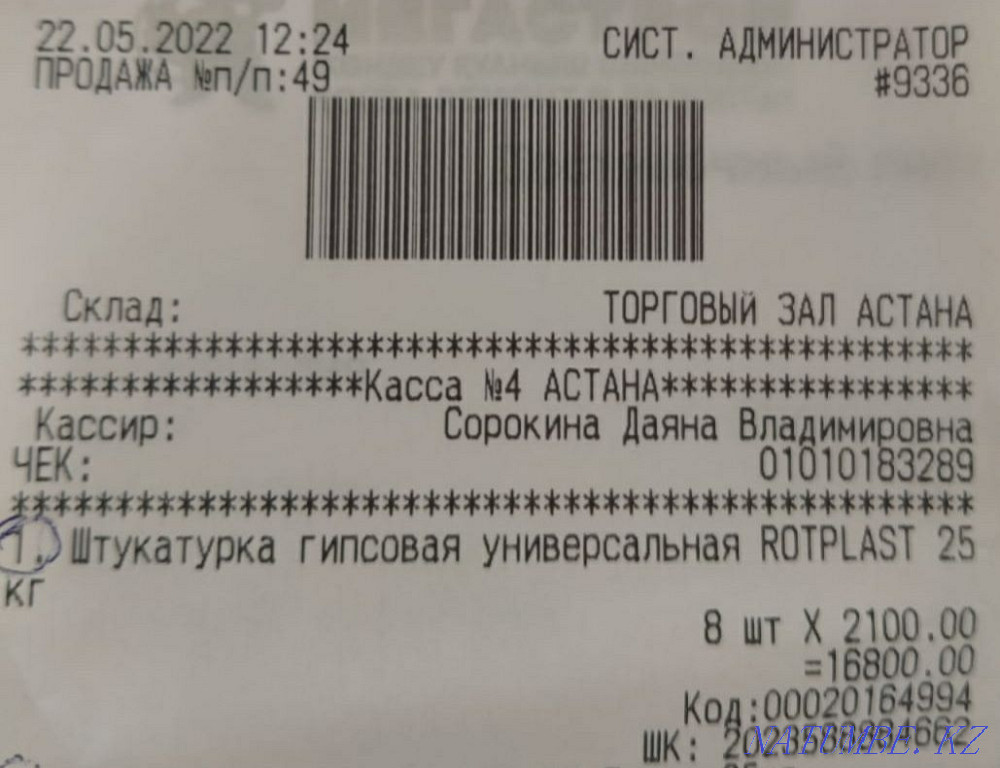 22.05.2022 12:24 СИСТ. АДМИНИСТРАТОР
ПРОДАЖА №п/п:49 #9336
Склад: ТОРГОВЫЙ ЗАЛ АСТАНА
************************************************
*****************Касса №4 АСТАНА****************
Кассир: Сорокина Даяна Владимировна
ЧЕК: 01010183289
************************************************
1. Штукатурка гипсовая универсальная ROTPLAST 25
кг
8 шт X 2100.00
=16800.00
Код:00020164994
ШК: